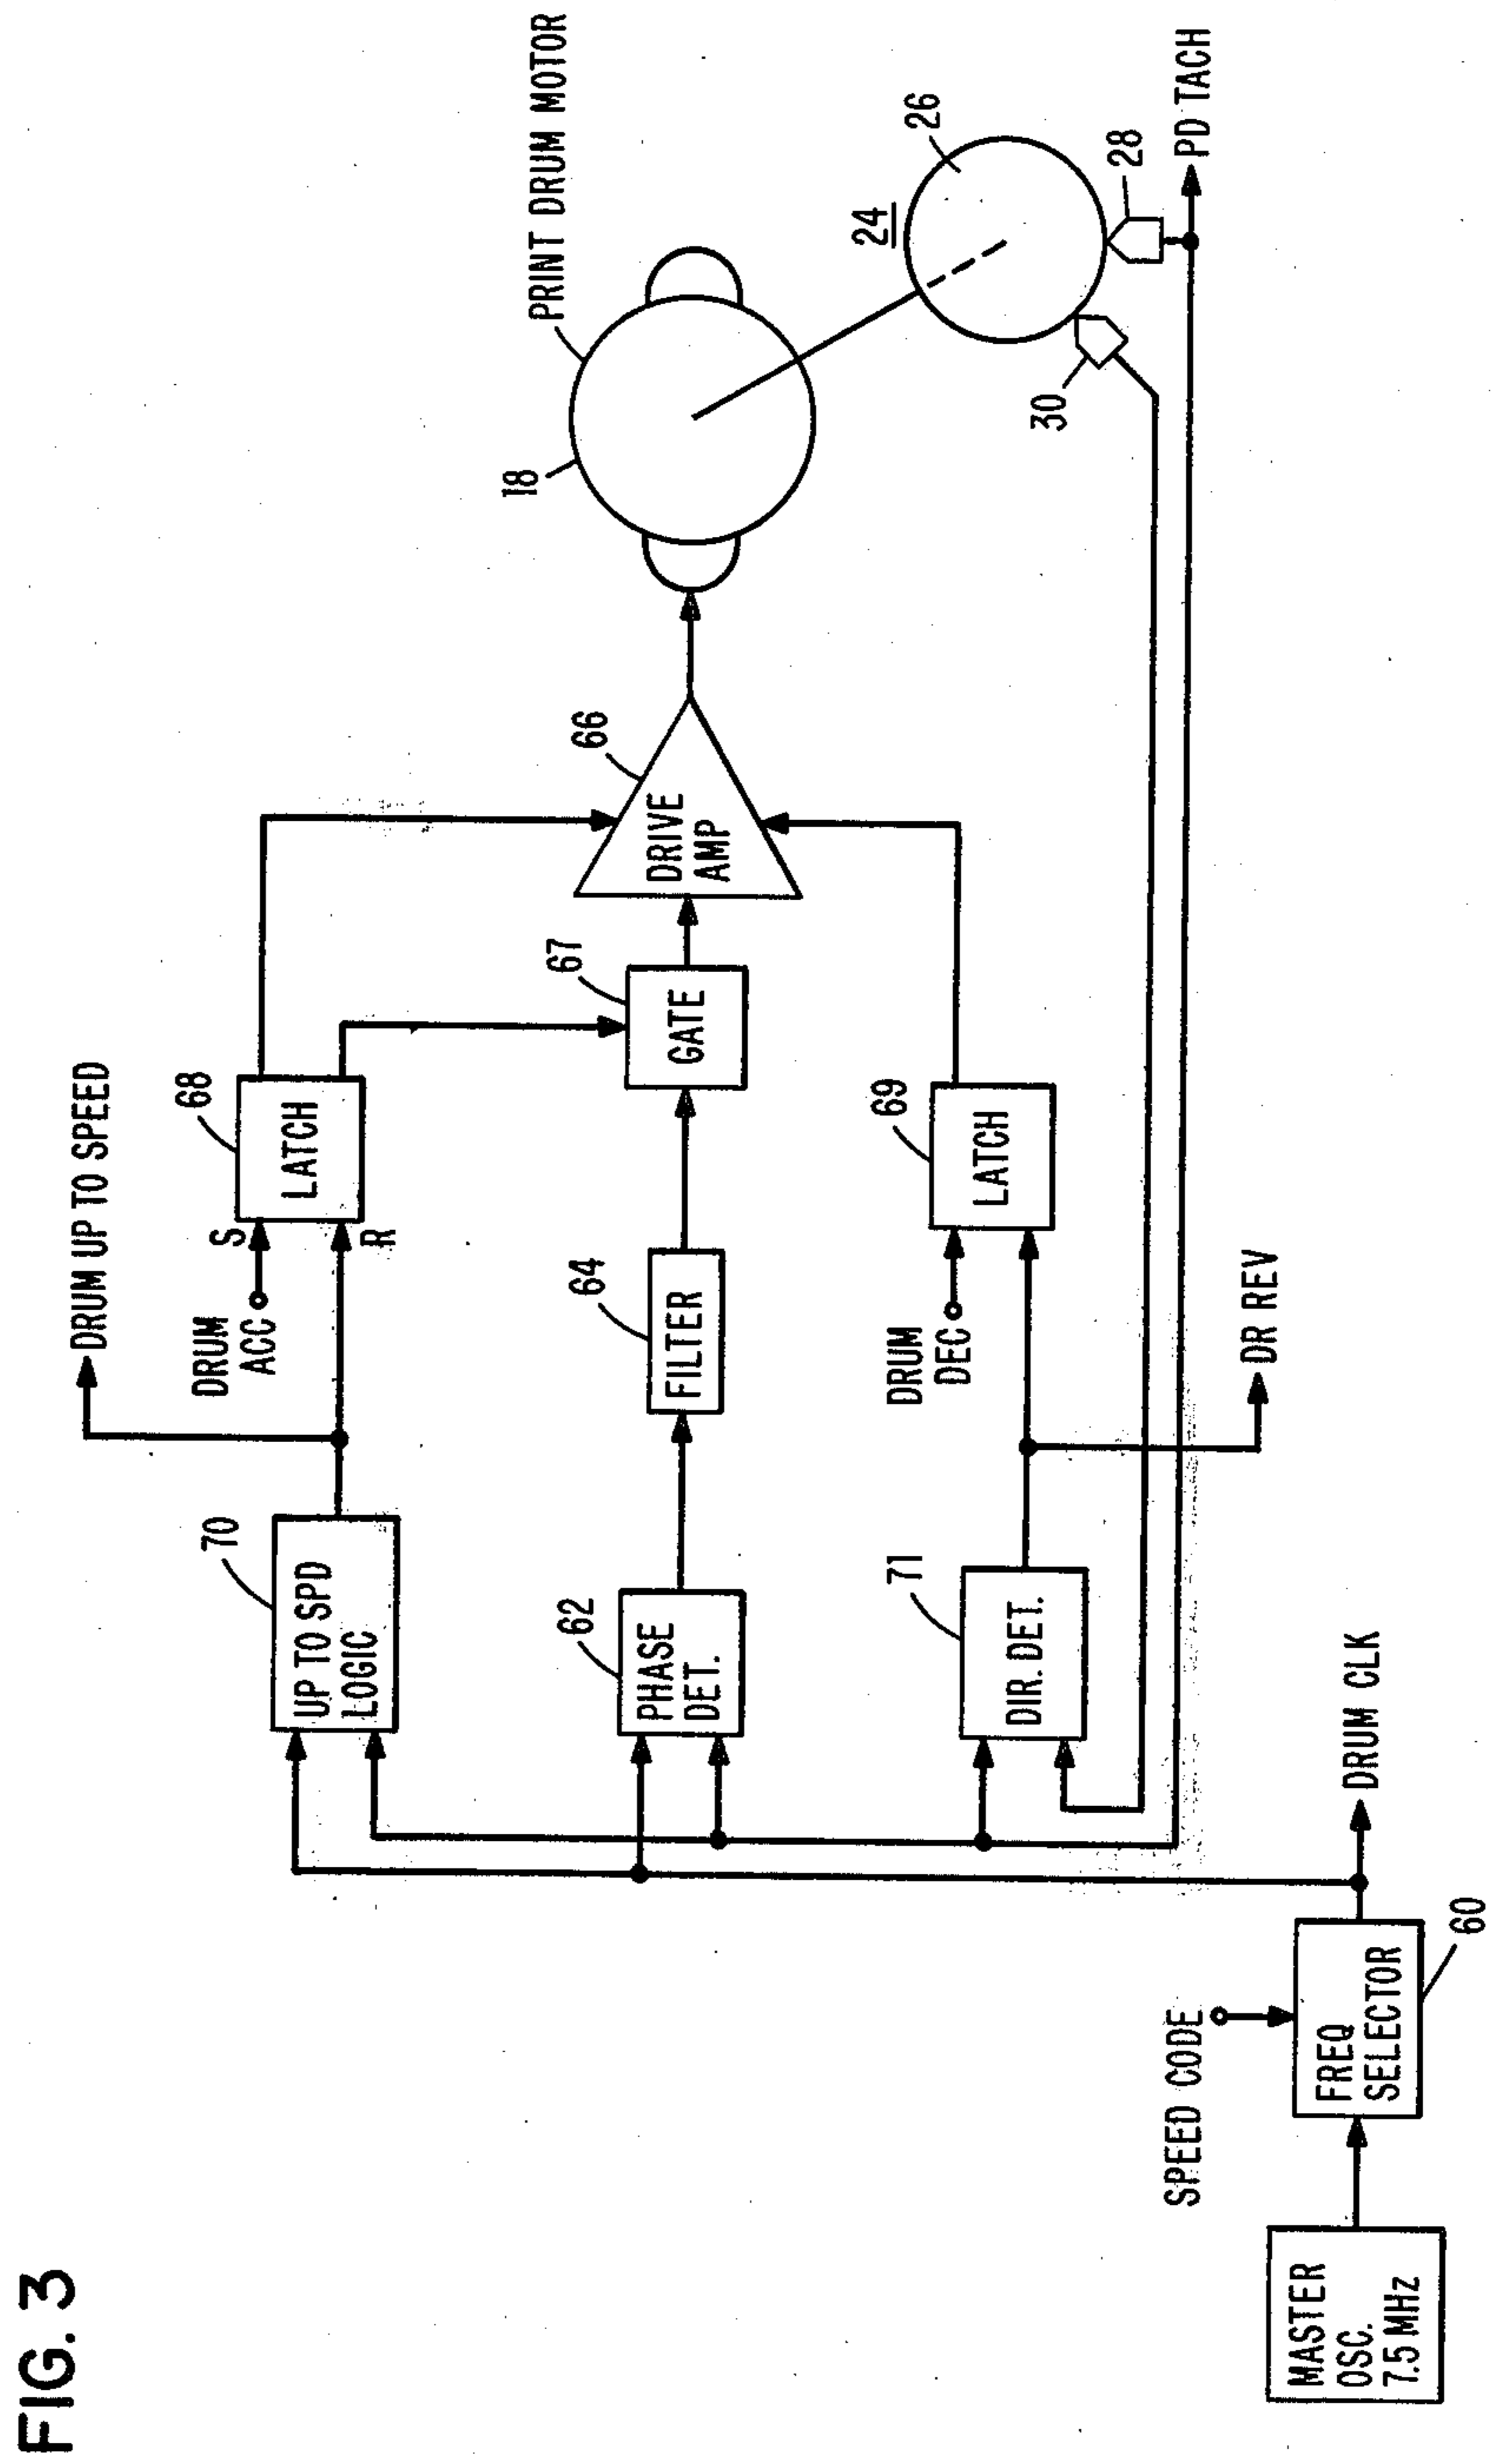 FIG. 3
DRUM UP TO SPEED
70
UP TO SPD
LOGIC
DRUM
ACC
S
R
68
LATCH
PRINT DRUM MOTOR
18
62
PHASE
DET.
64
FILTER
67
GATE
66
DRIVE
AMP
24
26
28
30
PD TACH
71
DIR. DET.
DRUM
DEC
69
LATCH
DR REV
SPEED CODE
MASTER
OSC.
7.5 MHz
FREQ
SELECTOR
60
DRUM CLK